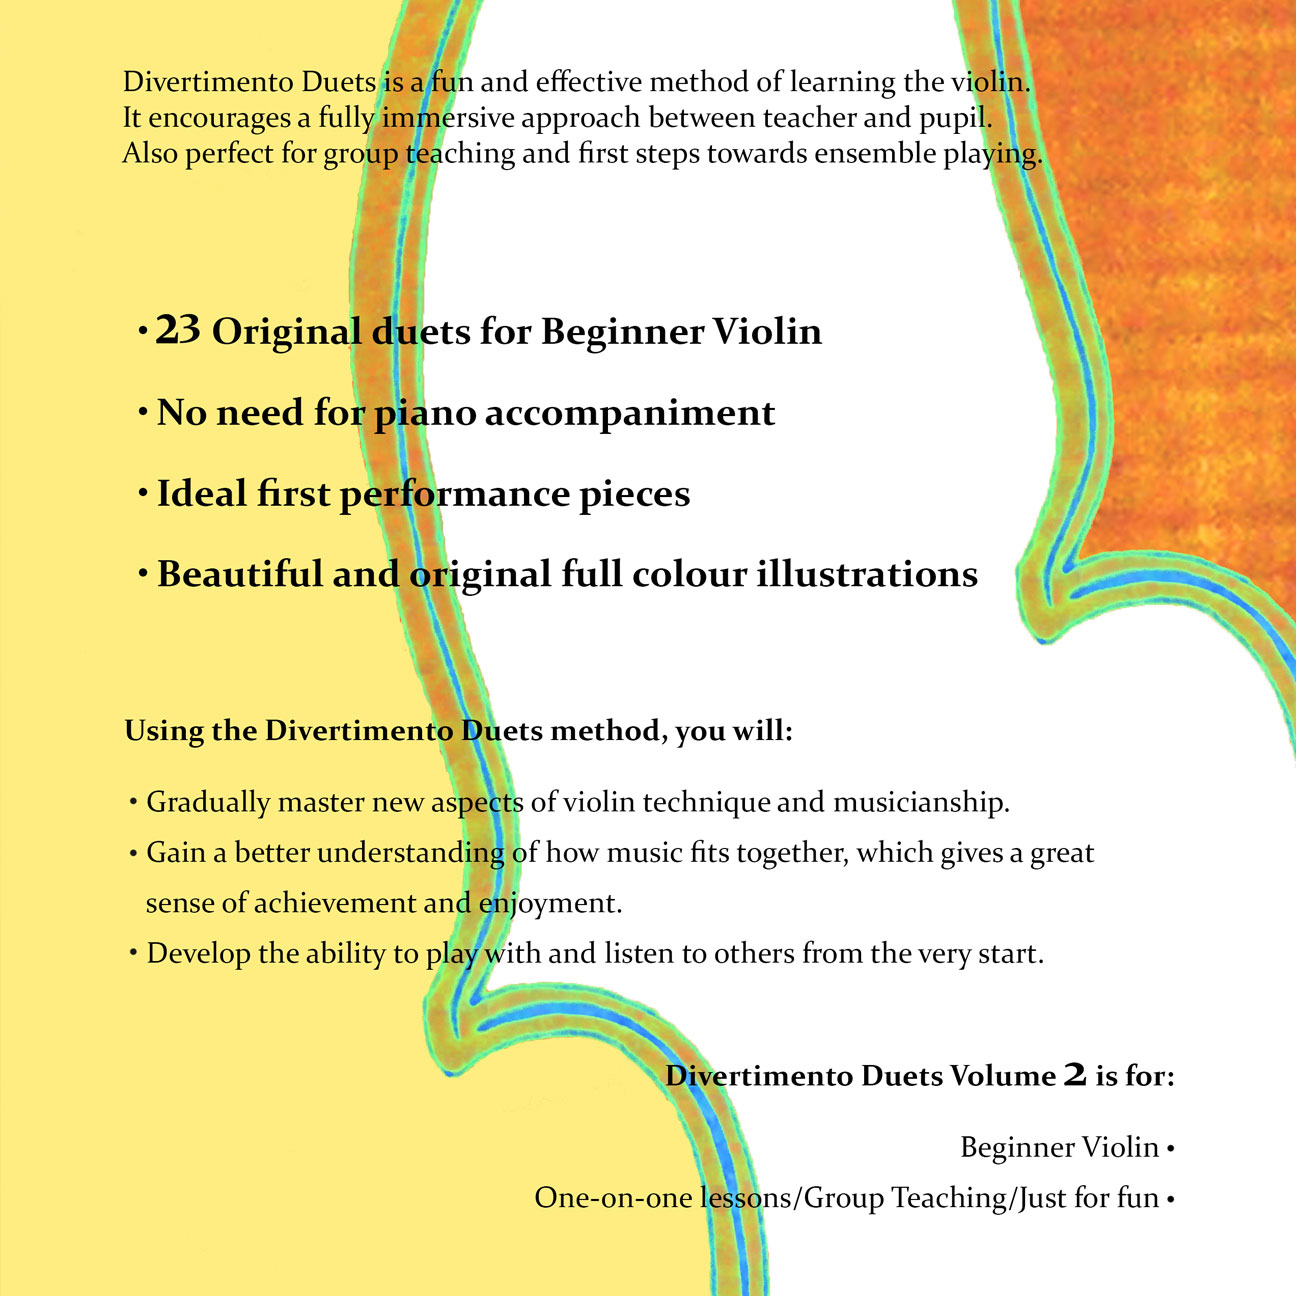 Divertimento Duets is a fun and effective method of learning the violin.
It encourages a fully immersive approach between teacher and pupil.
Also perfect for group teaching and first steps towards ensemble playing.
• 23 Original duets for Beginner Violin
• No need for piano accompaniment
• Ideal first performance pieces
• Beautiful and original full colour illustrations
Using the Divertimento Duets method, you will:
• Gradually master new aspects of violin technique and musicianship.
• Gain a better understanding of how music fits together, which gives a great
sense of achievement and enjoyment.
• Develop the ability to play with and listen to others from the very start.
Divertimento Duets Volume 2 is for:
Beginner Violin •
One-on-one lessons/Group Teaching/Just for fun •